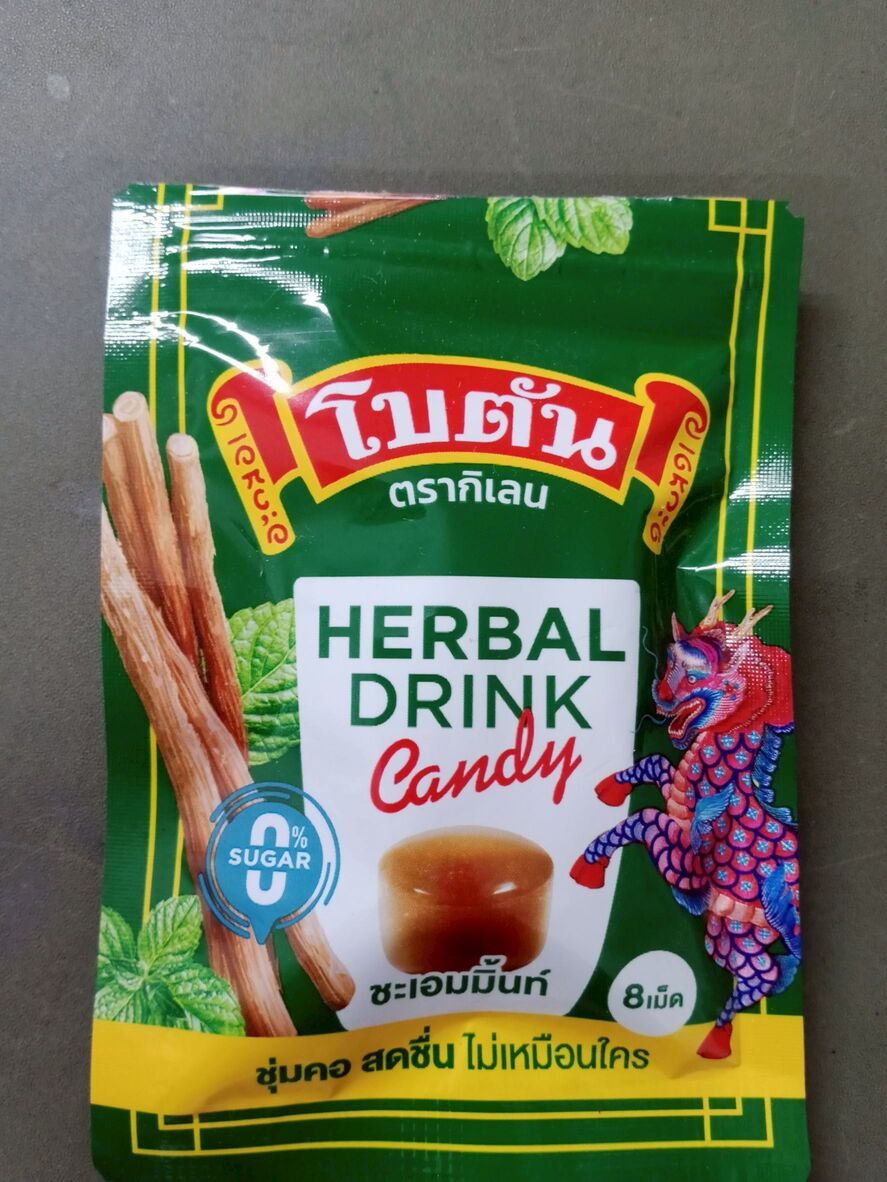 โบตัน
ตรากิเลน
HERBAL
DRINK
Candy
0%
SUGAR
ชะเอมมิ้นท์
8เม็ด
ชุ่มคอ สดชื่น ไม่เหมือนใคร